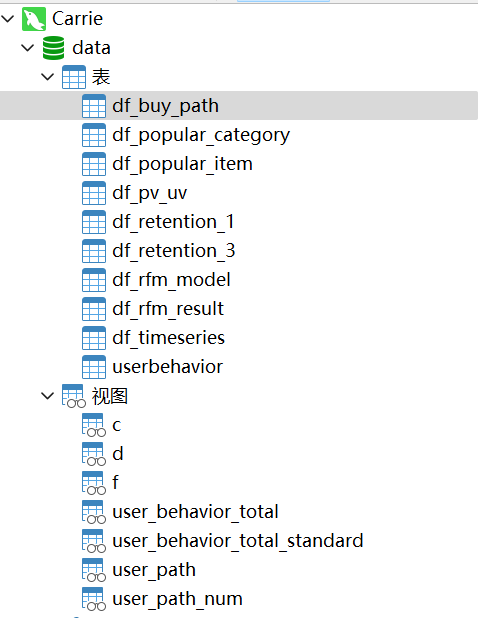 Carrie
data
表
df_buy_path
df_popular_category
df_popular_item
df_pv_uv
df_retention_1
df_retention_3
df_rfm_model
df_rfm_result
df_timeseries
userbehavior
视图
c
d
f
user_behavior_total
user_behavior_total_standard
user_path
user_path_num